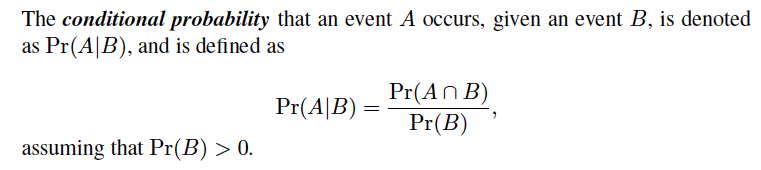 The conditional probability that an event A occurs, given an event B, is denoted
as Pr(A|B), and is defined as
Pr(A|B) = Pr(A ∩ B) / Pr(B),
assuming that Pr(B) > 0.